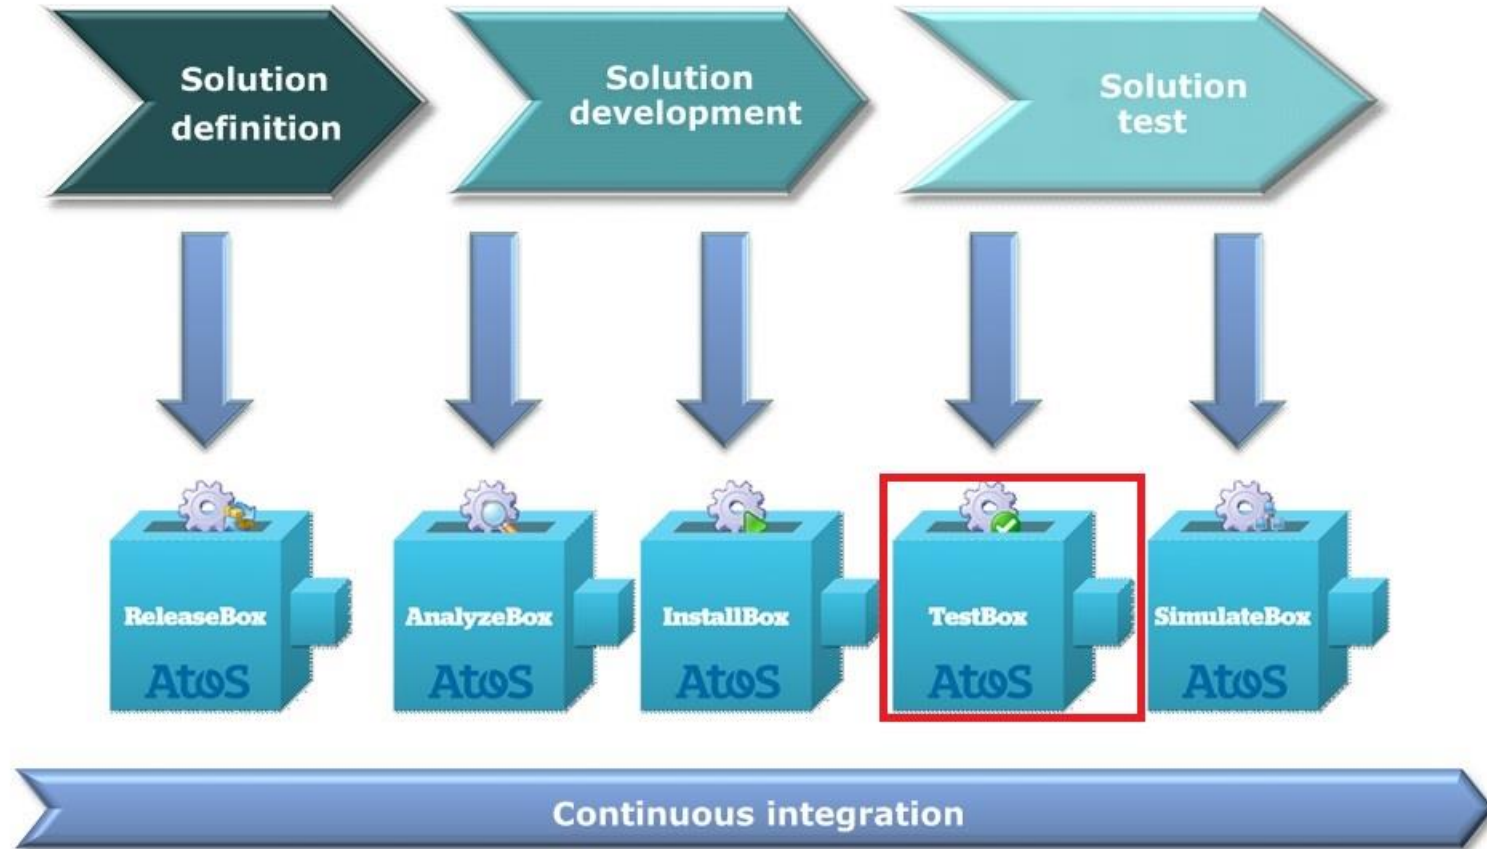 Solution
definition
Solution
development
Solution
test
ReleaseBox
AtoS
AnalyzeBox
AtoS
InstallBox
AtoS
TestBox
AtoS
SimulateBox
AtoS
Continuous integration